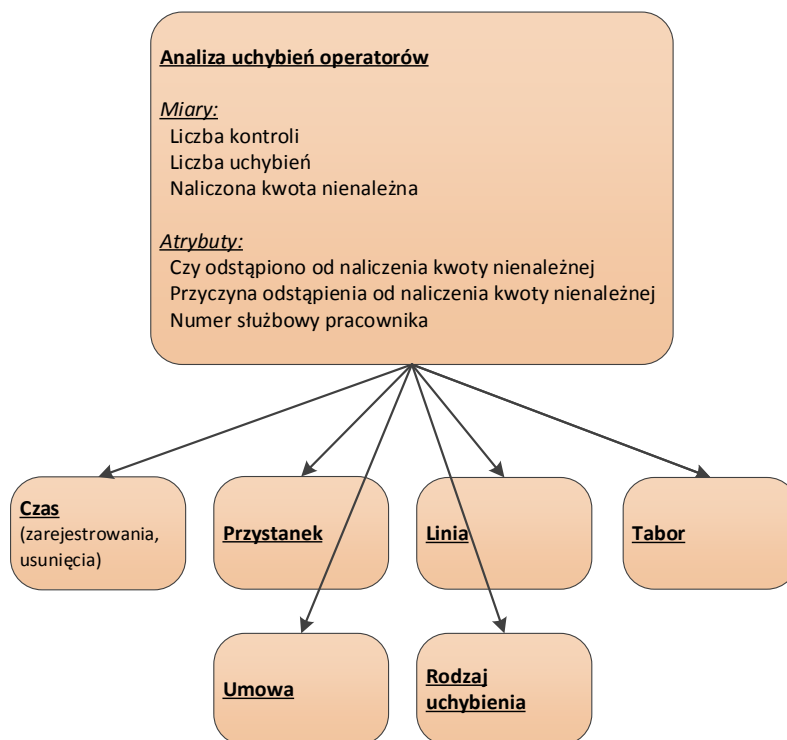 Analiza uchybień operatorów
Miary:
Liczba kontroli
Liczba uchybień
Naliczona kwota nienależna
Atrybuty:
Czy odstąpiono od naliczenia kwoty nienależnej
Przyczyna odstąpienia od naliczenia kwoty nienależnej
Numer służbowy pracownika
Czas
(zarejestrowania,
usunięcia)
Przystanek
Linia
Tabor
Umowa
Rodzaj
uchybienia